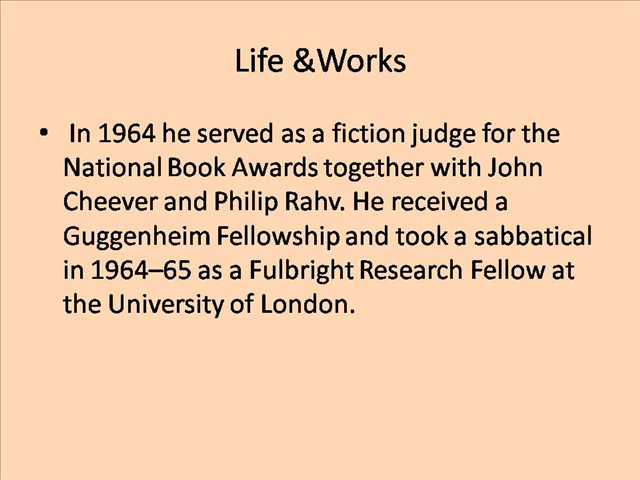 Life &Works
• In 1964 he served as a fiction judge for the
National Book Awards together with John
Cheever and Philip Rahv. He received a
Guggenheim Fellowship and took a sabbatical
in 1964–65 as a Fulbright Research Fellow at
the University of London.